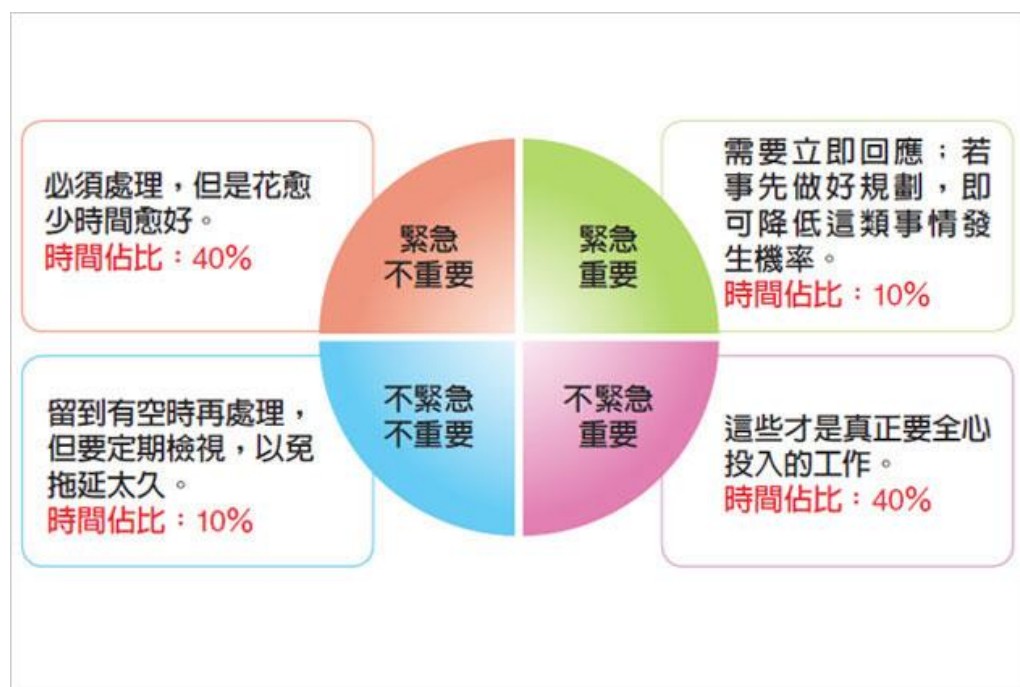 必須處理，但是花愈
少時間愈好。
時間佔比：40%
緊急
不重要
緊急
重要
需要立即回應；若
事先做好規劃，即
可降低這類事情發
生機率。
時間佔比：10%
留到有空時再處理，
但要定期檢視，以免
拖延太久。
時間佔比：10%
不緊急
不重要
不緊急
重要
這些才是真正要全心
投入的工作。
時間佔比：40%